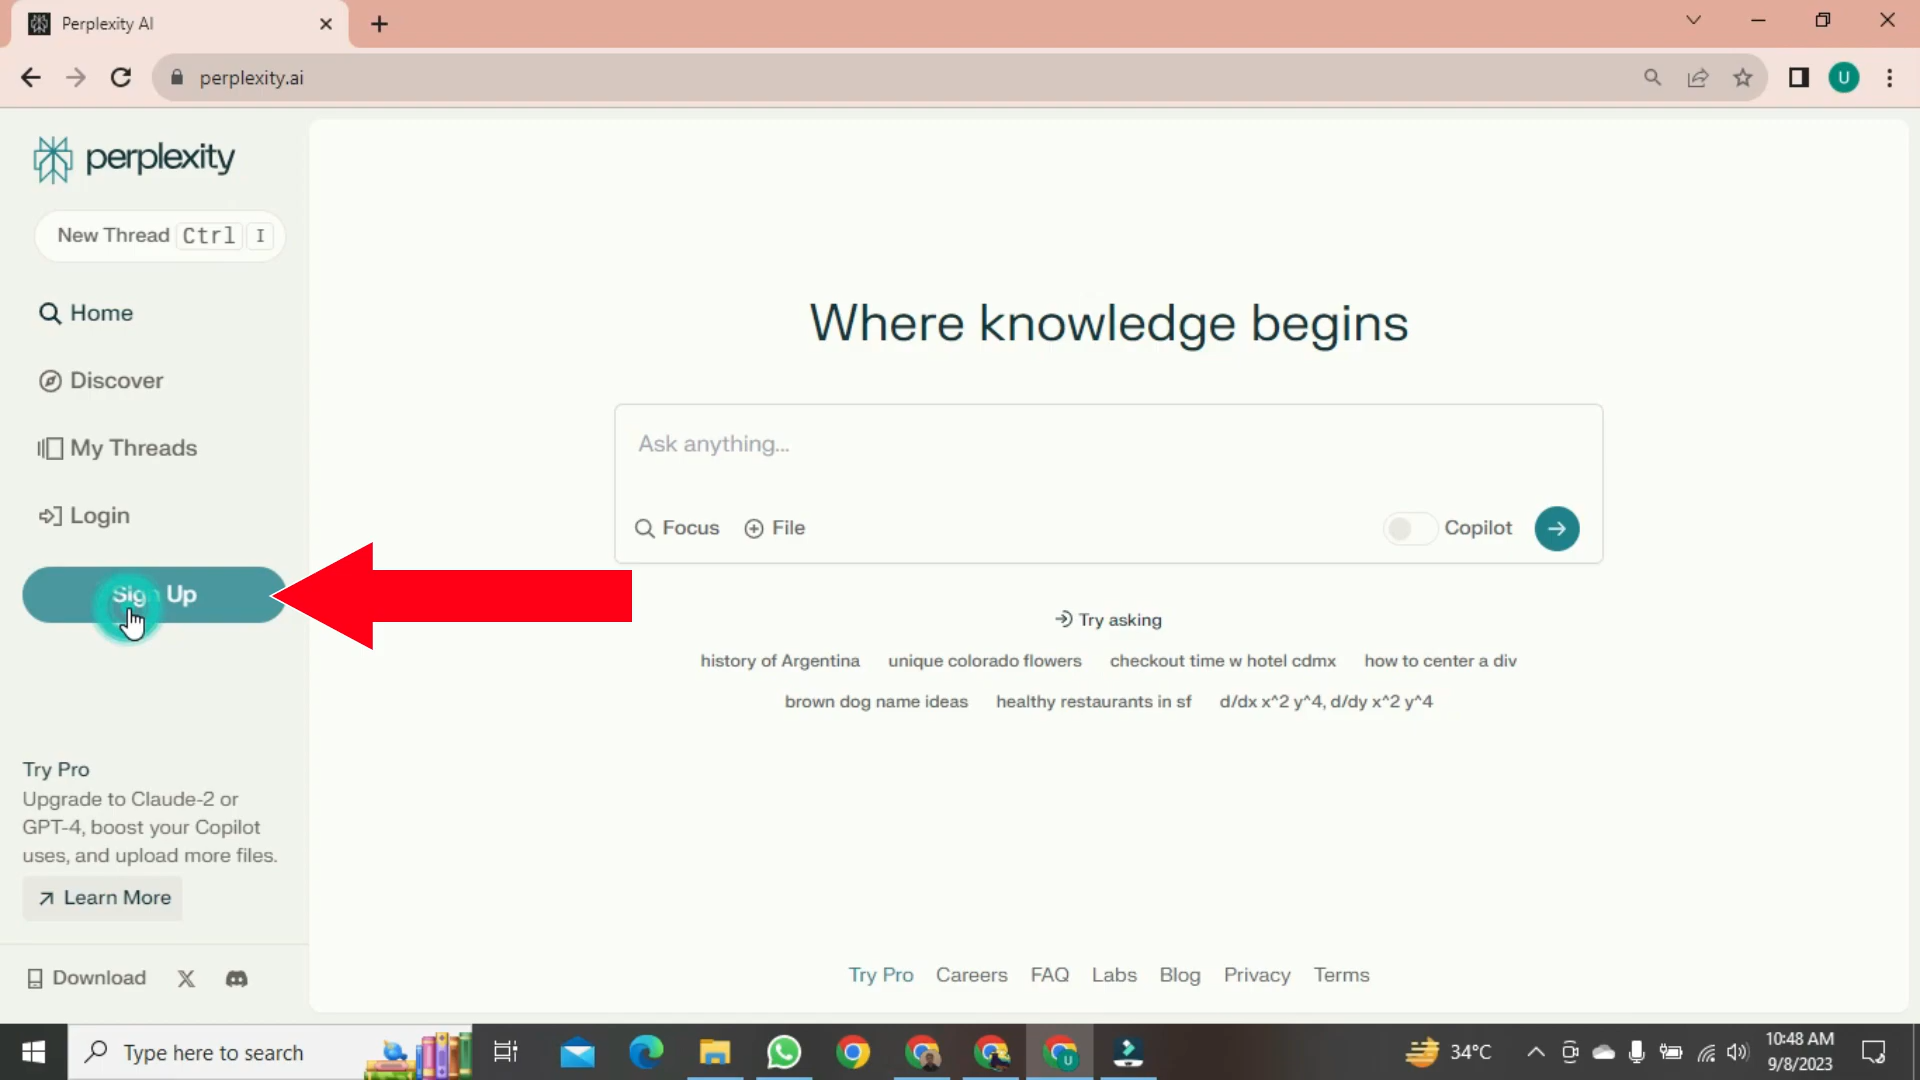 Perplexity AI
perplexity.ai
U
perplexity
New Thread Ctrl I
Home
Discover
My Threads
Login
Sign Up
Try Pro
Upgrade to Claude-2 or
GPT-4, boost your Copilot
uses, and upload more files.
Learn More
Download
Where knowledge begins
Ask anything...
Focus File Copilot
Try asking
history of Argentina unique colorado flowers checkout time w hotel cdmx how to center a div
brown dog name ideas healthy restaurants in sf d/dx x^2 y^4, d/dy x^2 y^4
Try Pro Careers FAQ Labs Blog Privacy Terms
Type here to search
U
34°C
10:48 AM
9/8/2023